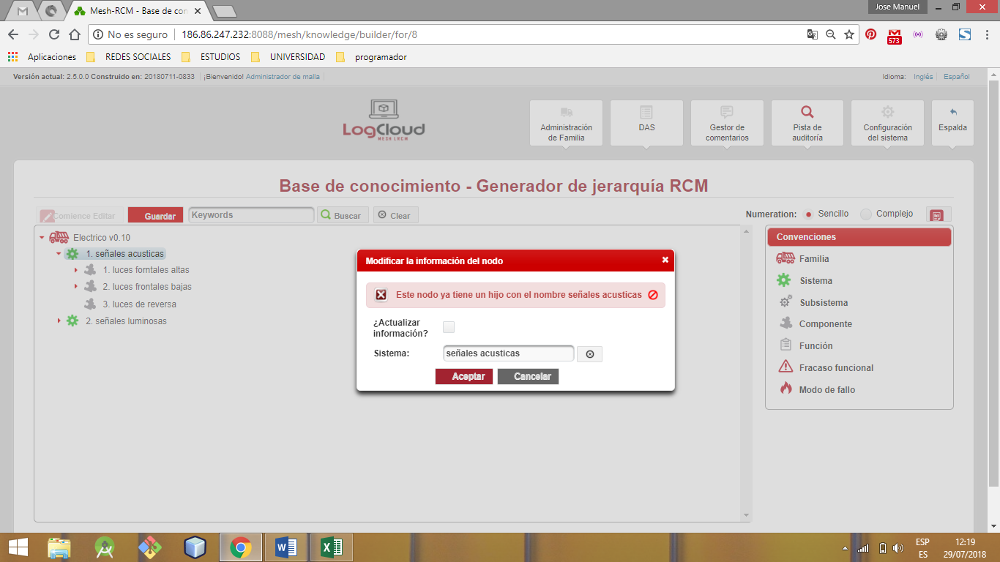 Mesh-RCM - Base de con
Jose Manuel
No es seguro
186.86.247.232:8088/mesh/knowledge/builder/for/8
573
Aplicaciones
REDES SOCIALES
ESTUDIOS
UNIVERSIDAD
programador
Versión actual: 2.5.0.0 Construido en: 20180711-0833
¡Bienvenido! Administrador de malla
Idioma: Inglés Español
LogCloud
MESH LRCM
Administración
de Familia
DAS
Gestor de
comentarios
Pista de
auditoría
Configuración
del sistema
Espalda
Base de conocimiento - Generador de jerarquía RCM
Comience Editar
Guardar
Keywords
Buscar
Clear
Numeration:
Sencillo
Complejo
Electrico v0.10
1. señales acusticas
1. luces forntales altas
2. luces frontales bajas
3. luces de reversa
2. señales luminosas
Modificar la información del nodo
Este nodo ya tiene un hijo con el nombre señales acusticas
¿Actualizar
información?
Sistema:
señales acusticas
Aceptar
Cancelar
Convenciones
Familia
Sistema
Subsistema
Componente
Función
Fracaso funcional
Modo de fallo
ESP
ES
12:19
29/07/2018